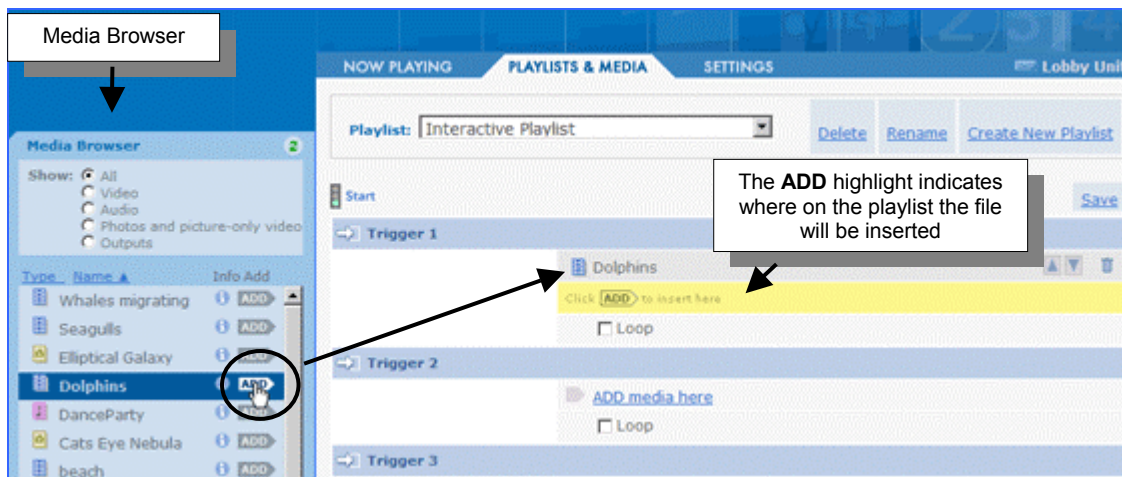 Media Browser
NOW PLAYING PLAYLISTS & MEDIA SETTINGS Lobby Unit
Playlist: Interactive Playlist Delete Rename Create New Playlist
Media Browser 2
Show: All
Video
Audio
Photos and picture-only video
Outputs
Type Name Info Add
Whales migrating ADD
Seagulls ADD
Elliptical Galaxy ADD
Dolphins ADD
DanceParty ADD
Cats Eye Nebula ADD
beach ADD
Start Save
The ADD highlight indicates
where on the playlist the file
will be inserted
Trigger 1
Dolphins
Click ADD to insert here
Loop
Trigger 2
ADD media here
Loop
Trigger 3